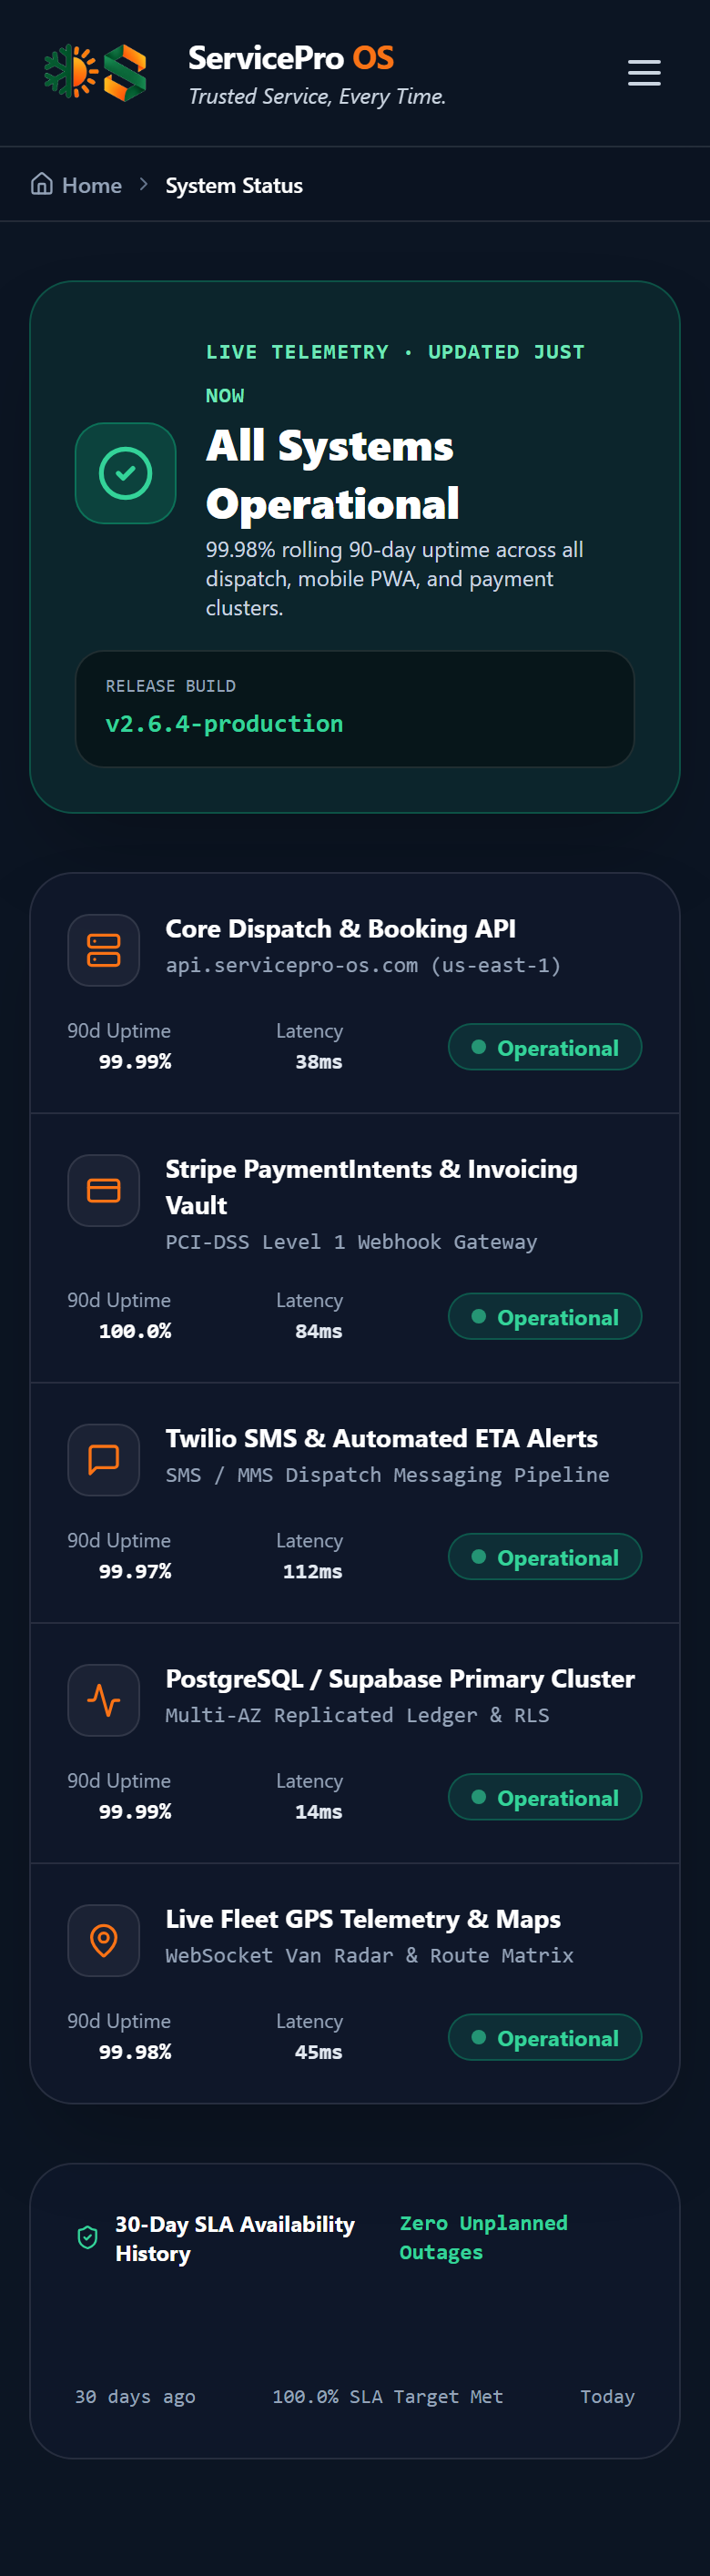 ServicePro OS
Trusted Service, Every Time.
Home > System Status
LIVE TELEMETRY · UPDATED JUST
NOW
All Systems
Operational
99.98% rolling 90-day uptime across all
dispatch, mobile PWA, and payment
clusters.
RELEASE BUILD
v2.6.4-production
Core Dispatch & Booking API
api.servicepro-os.com (us-east-1)
90d Uptime Latency
99.99% 38ms Operational
Stripe PaymentIntents & Invoicing
Vault
PCI-DSS Level 1 Webhook Gateway
90d Uptime Latency
100.0% 84ms Operational
Twilio SMS & Automated ETA Alerts
SMS / MMS Dispatch Messaging Pipeline
90d Uptime Latency
99.97% 112ms Operational
PostgreSQL / Supabase Primary Cluster
Multi-AZ Replicated Ledger & RLS
90d Uptime Latency
99.99% 14ms Operational
Live Fleet GPS Telemetry & Maps
WebSocket Van Radar & Route Matrix
90d Uptime Latency
99.98% 45ms Operational
30-Day SLA Availability
History
Zero Unplanned
Outages
30 days ago 100.0% SLA Target Met Today